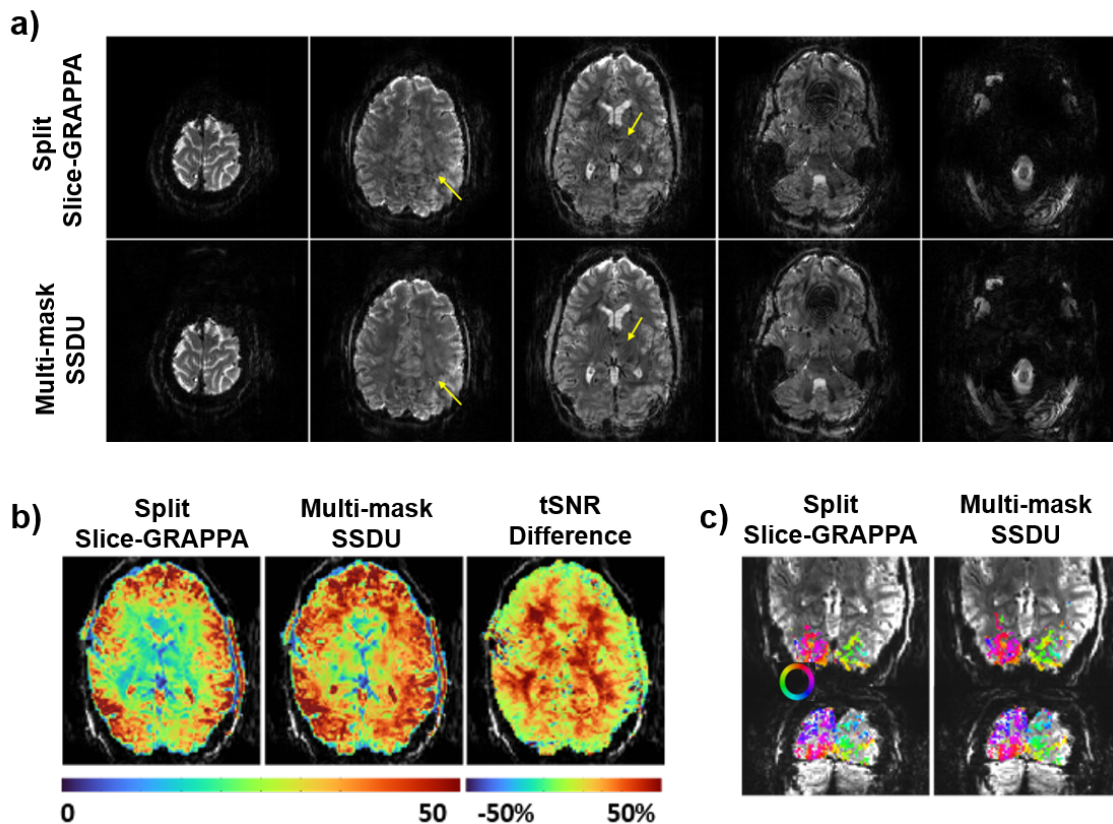 a)
Split
Slice-GRAPPA
Multi-mask
SSDU
b)
Split
Slice-GRAPPA
Multi-mask
SSDU
tSNR
Difference
0
50
-50%
50%
c)
Split
Slice-GRAPPA
Multi-mask
SSDU